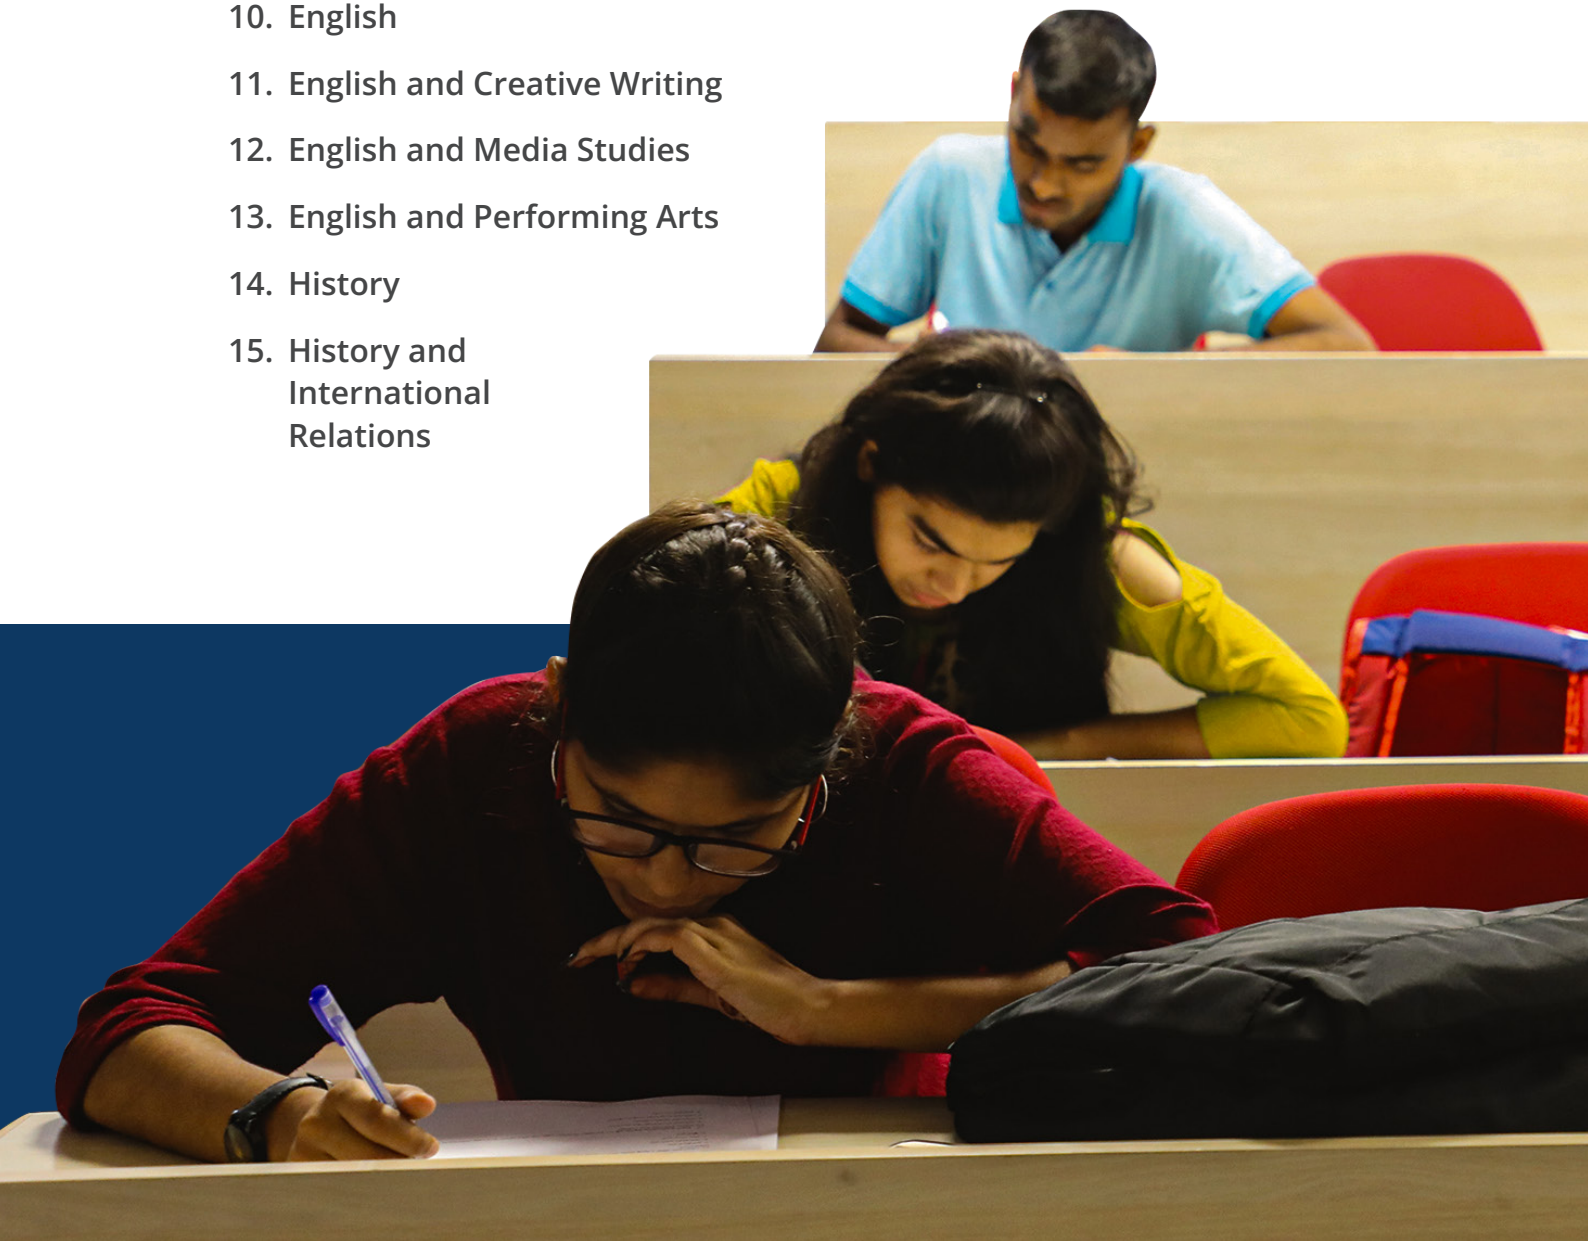 10. English
11. English and Creative Writing
12. English and Media Studies
13. English and Performing Arts
14. History
15. History and
International
Relations